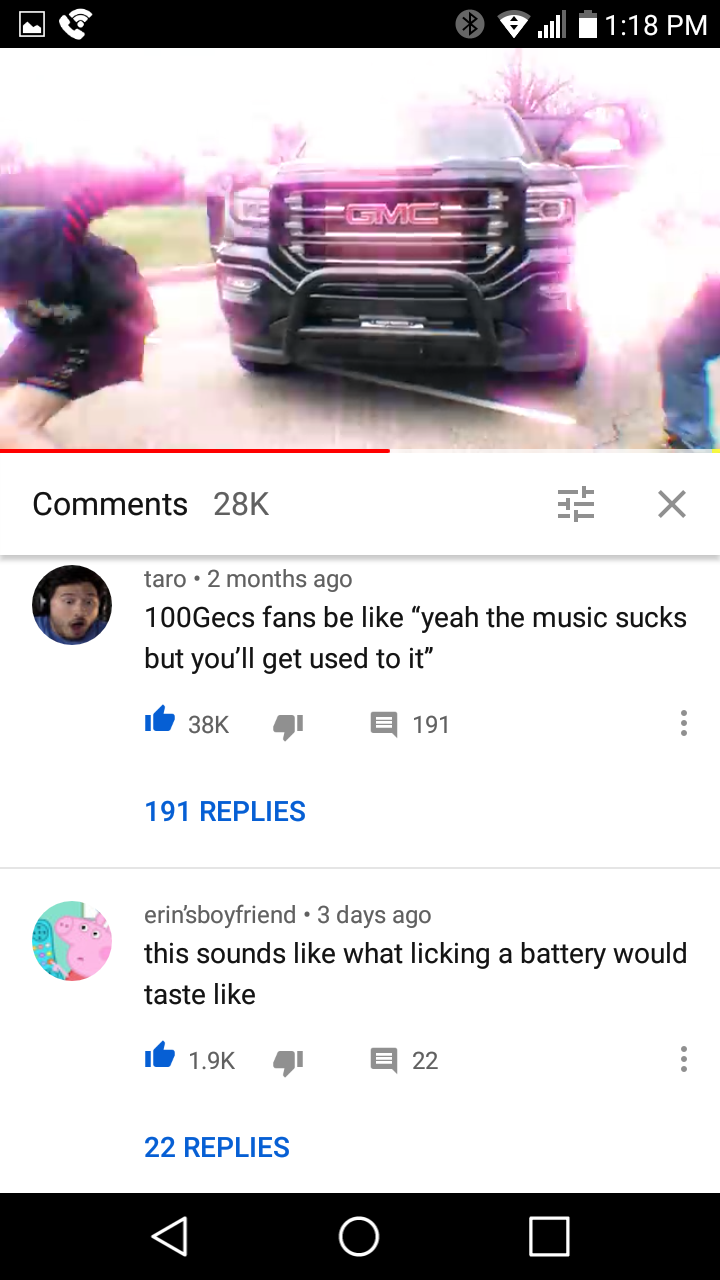 1:18 PM
GMC
Comments 28K
taro • 2 months ago
100Gecs fans be like “yeah the music sucks
but you’ll get used to it”
38K 191
191 REPLIES
erin’sboyfriend • 3 days ago
this sounds like what licking a battery would
taste like
1.9K 22
22 REPLIES